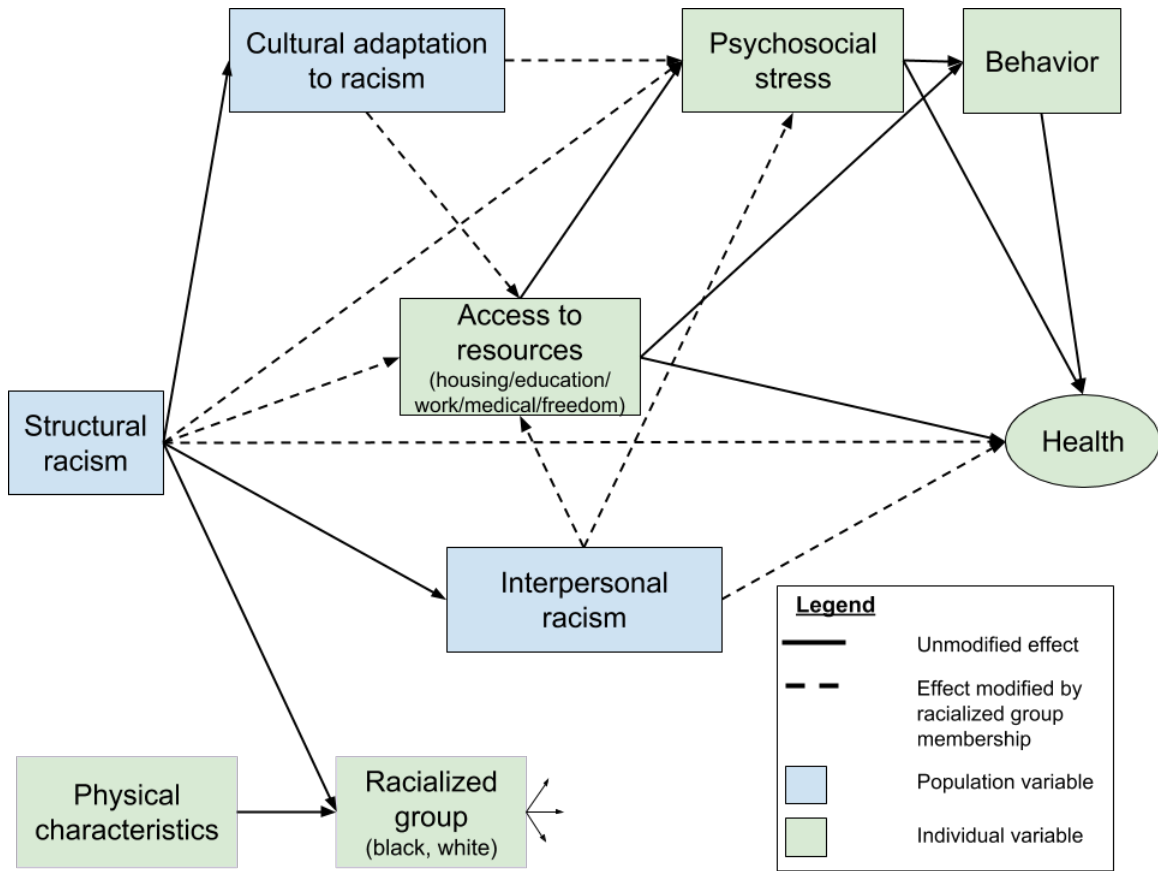 Cultural adaptation
to racism
Psychosocial
stress
Behavior
Access to
resources
(housing/education/
work/medical/freedom)
Structural
racism
Health
Interpersonal
racism
Physical
characteristics
Racialized
group
(black, white)
Legend
Unmodified effect
Effect modified by
racialized group
membership
Population variable
Individual variable